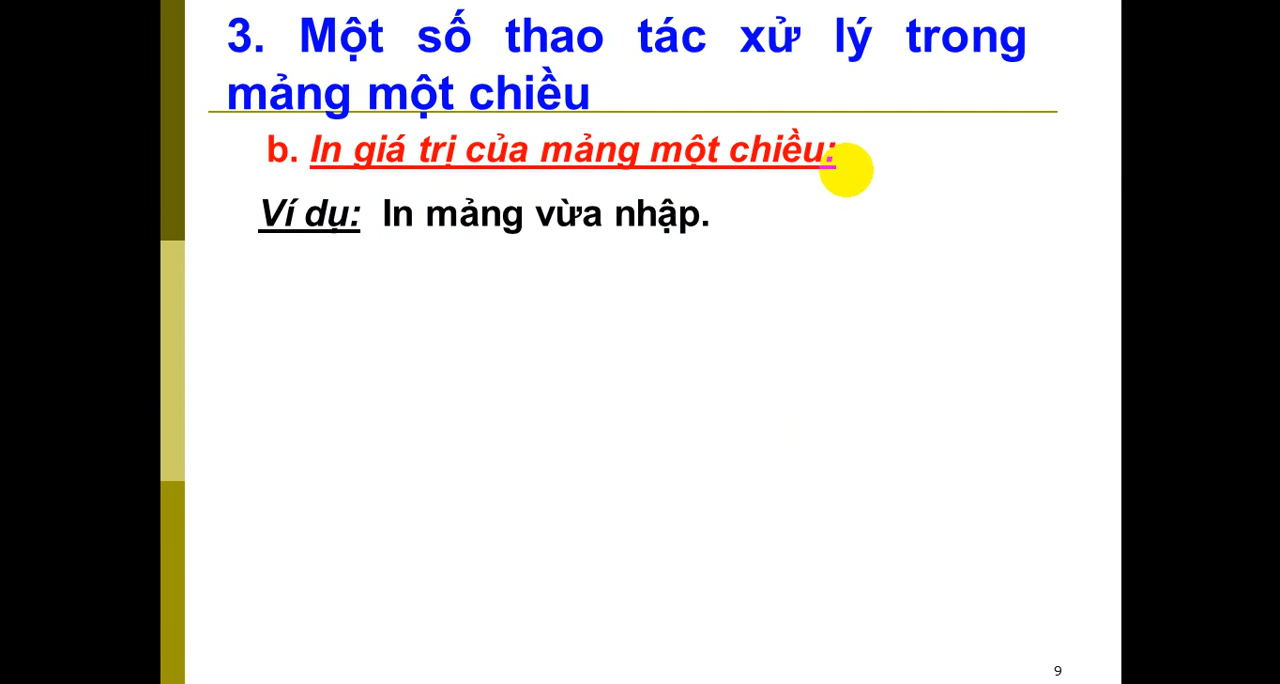 3. Một số thao tác xử lý trong
mảng một chiều
b. In giá trị của mảng một chiều:
Ví dụ: In mảng vừa nhập.
9